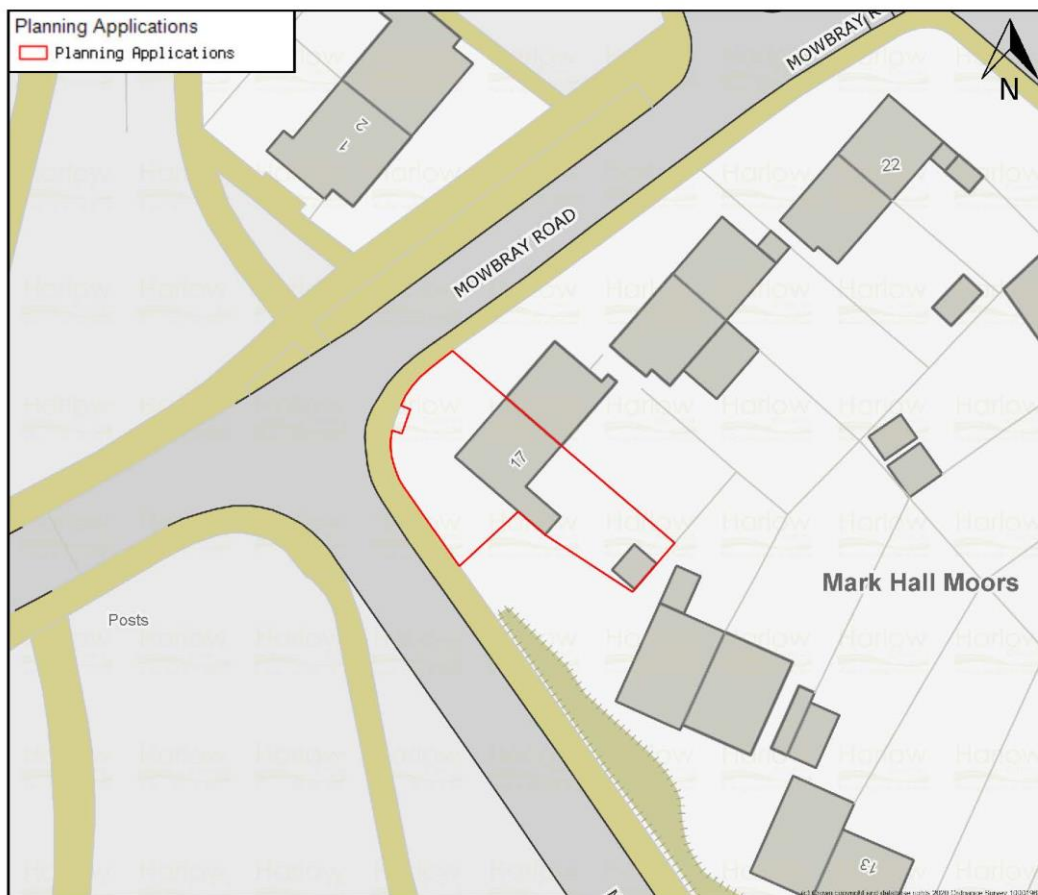 Planning Applications
Planning Applications
N
MOWBRAY R
22
2
1
MOWBRAY ROAD
17
Mark Hall Moors
Posts
13
Harlow